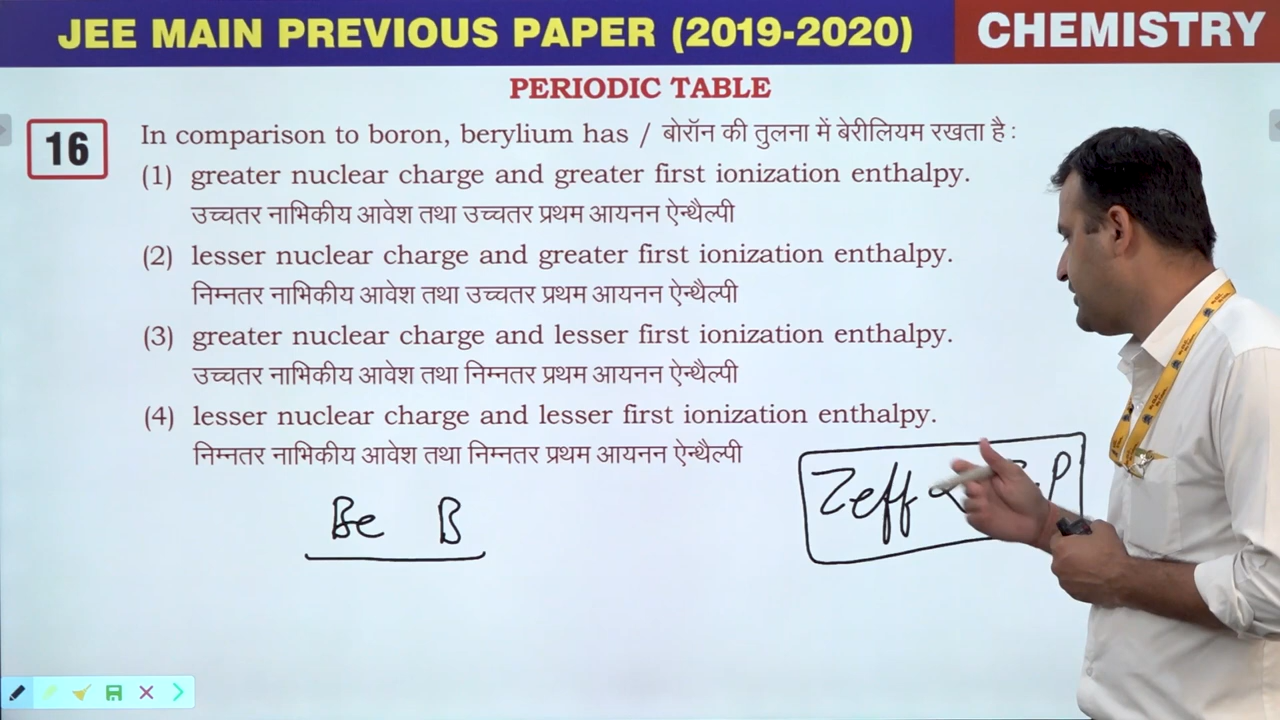 JEE MAIN PREVIOUS PAPER (2019-2020) CHEMISTRY
PERIODIC TABLE
16
In comparison to boron, berylium has / बोरॉन की तुलना में बेरीलियम रखता है :
(1) greater nuclear charge and greater first ionization enthalpy.
उच्चतर नाभिकीय आवेश तथा उच्चतर प्रथम आयनन ऐन्थैल्पी
(2) lesser nuclear charge and greater first ionization enthalpy.
निम्नतर नाभिकीय आवेश तथा उच्चतर प्रथम आयनन ऐन्थैल्पी
(3) greater nuclear charge and lesser first ionization enthalpy.
उच्चतर नाभिकीय आवेश तथा निम्नतर प्रथम आयनन ऐन्थैल्पी
(4) lesser nuclear charge and lesser first ionization enthalpy.
निम्नतर नाभिकीय आवेश तथा निम्नतर प्रथम आयनन ऐन्थैल्पी
Zeff
Be B